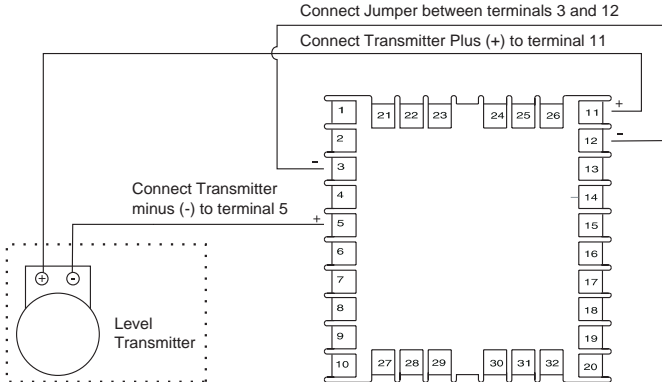 Connect Jumper between terminals 3 and 12
Connect Transmitter Plus (+) to terminal 11
1 21 22 23 24 25 26 11 +
2 12 -
- 3 13
4 14
Connect Transmitter
minus (-) to terminal 5
+ 5 15
6 16
+ -
7 17
8 18
Level
Transmitter
9 19
10 27 28 29 30 31 32 20